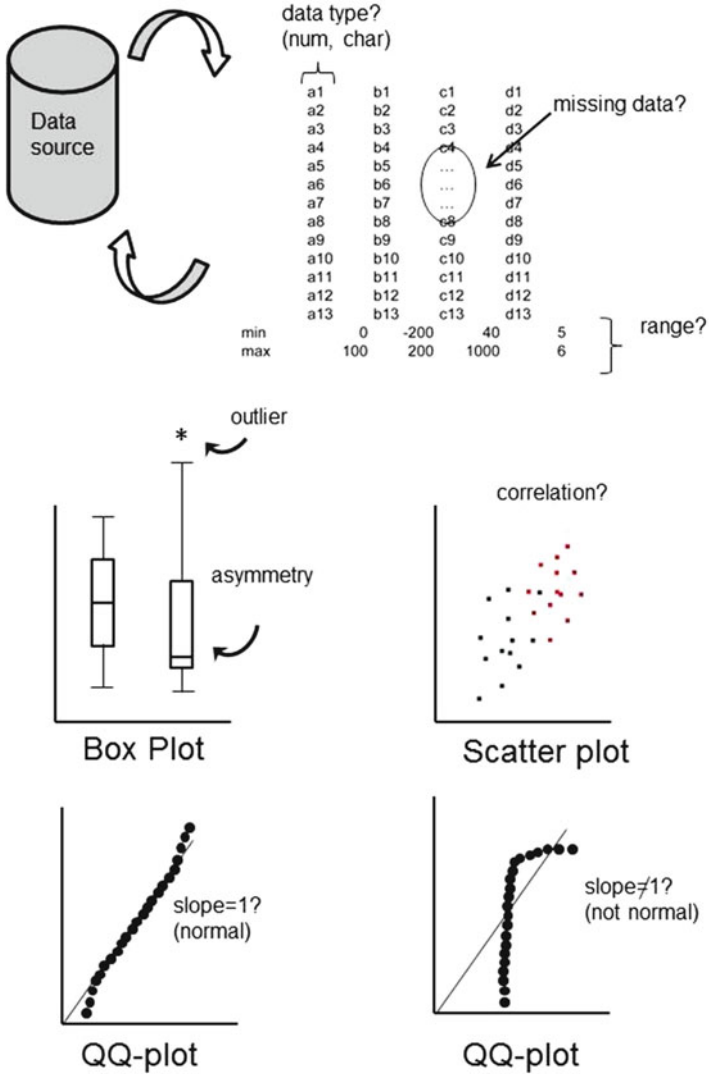 data type?
(num, char)
Data
source
missing data?
a1 b1 c1 d1
a2 b2 c2 d2
a3 b3 c3 d3
a4 b4 c4 d4
a5 b5 ... d5
a6 b6 ... d6
a7 b7 ... d7
a8 b8 c8 d8
a9 b9 c9 d9
a10 b10 c10 d10
a11 b11 c11 d11
a12 b12 c12 d12
a13 b13 c13 d13
min 0 -200 40 5
max 100 200 1000 6
range?
*
outlier
asymmetry
Box Plot
correlation?
Scatter plot
slope=1?
(normal)
QQ-plot
slope≠1?
(not normal)
QQ-plot